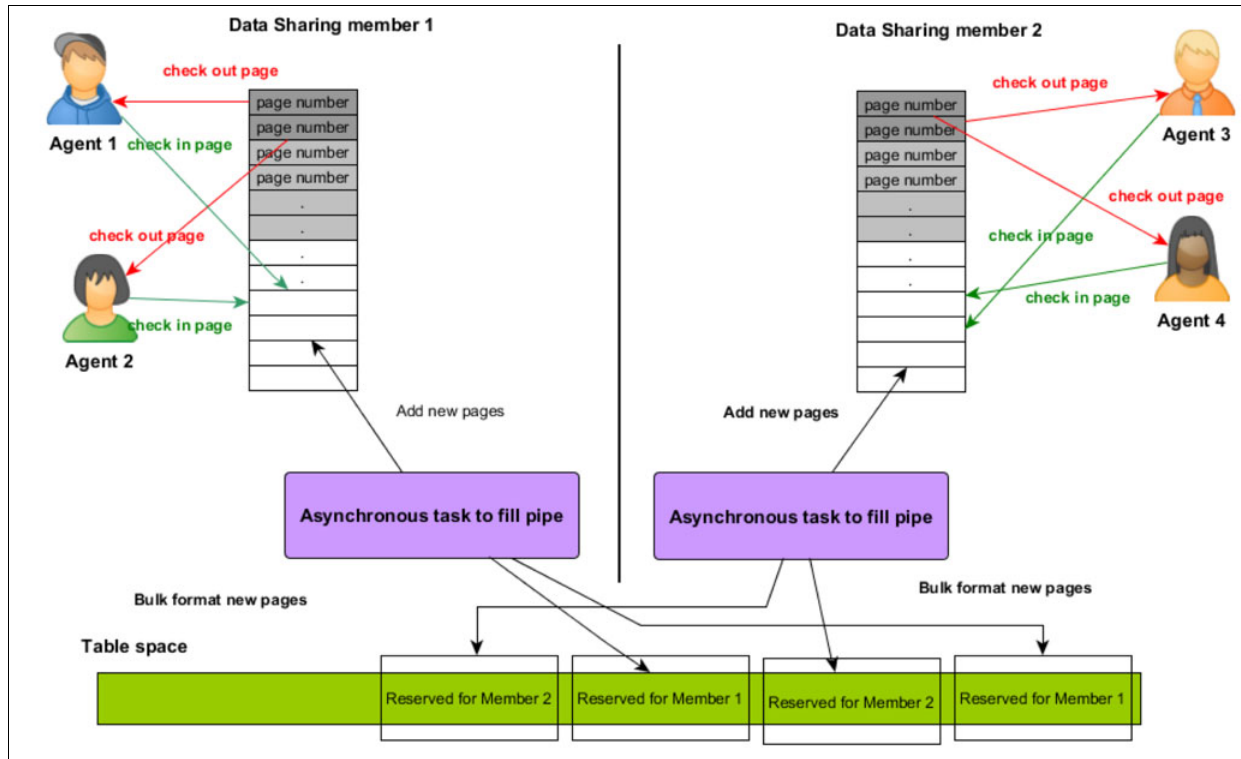 Data Sharing member 1
Data Sharing member 2
check out page
check out page
page number
page number
page number
page number
.
.
.
.
page number
page number
page number
page number
.
.
.
.
Agent 1
check in page
Agent 3
check out page
check out page
check in page
check in page
check in page
Agent 2
Agent 4
Add new pages
Add new pages
Asynchronous task to fill pipe
Asynchronous task to fill pipe
Bulk format new pages
Bulk format new pages
Table space
Reserved for Member 2
Reserved for Member 1
Reserved for Member 2
Reserved for Member 1